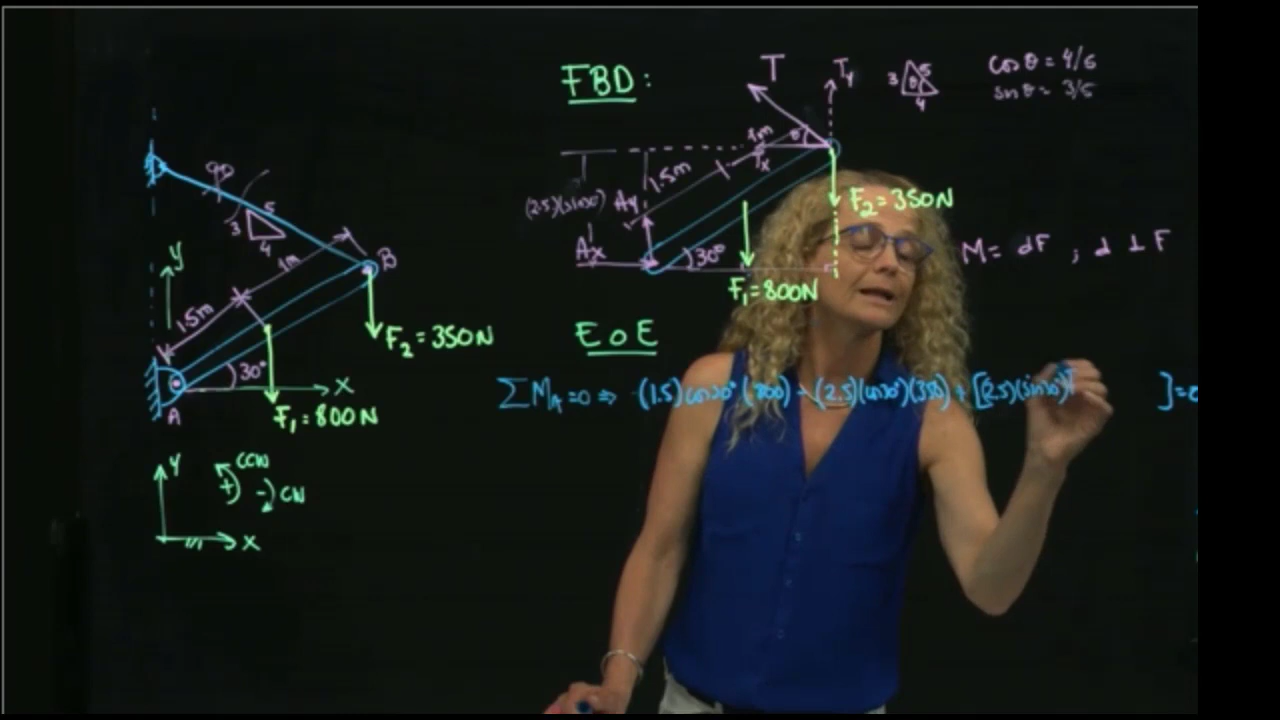 FBD:
T
Ty
3
5
θ
4
cos θ = 4/5
sin θ = 3/5
1m
θ
Tx
1.5m
(2.5)(sin30°)
Ay
Ax
30°
F2 = 350N
F1 = 800N
M = dF ; d ⊥ F
5
3
4
y
1m
B
1.5m
F2 = 350N
30°
x
A
F1 = 800N
EoE
ΣMA = 0 ⇒ (1.5)cos30°(800) - (2.5)(cos30°)(350) + [(2.5)(sin30°) ] =
y
CCW
+
-
CW
x